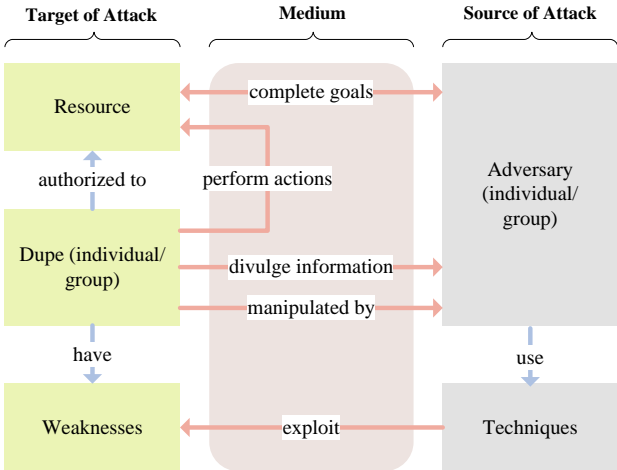 Target of Attack
Medium
Source of Attack
Resource
complete goals
Adversary
(individual/
group)
authorized to
perform actions
Dupe (individual/
group)
divulge information
manipulated by
have
use
Weaknesses
exploit
Techniques